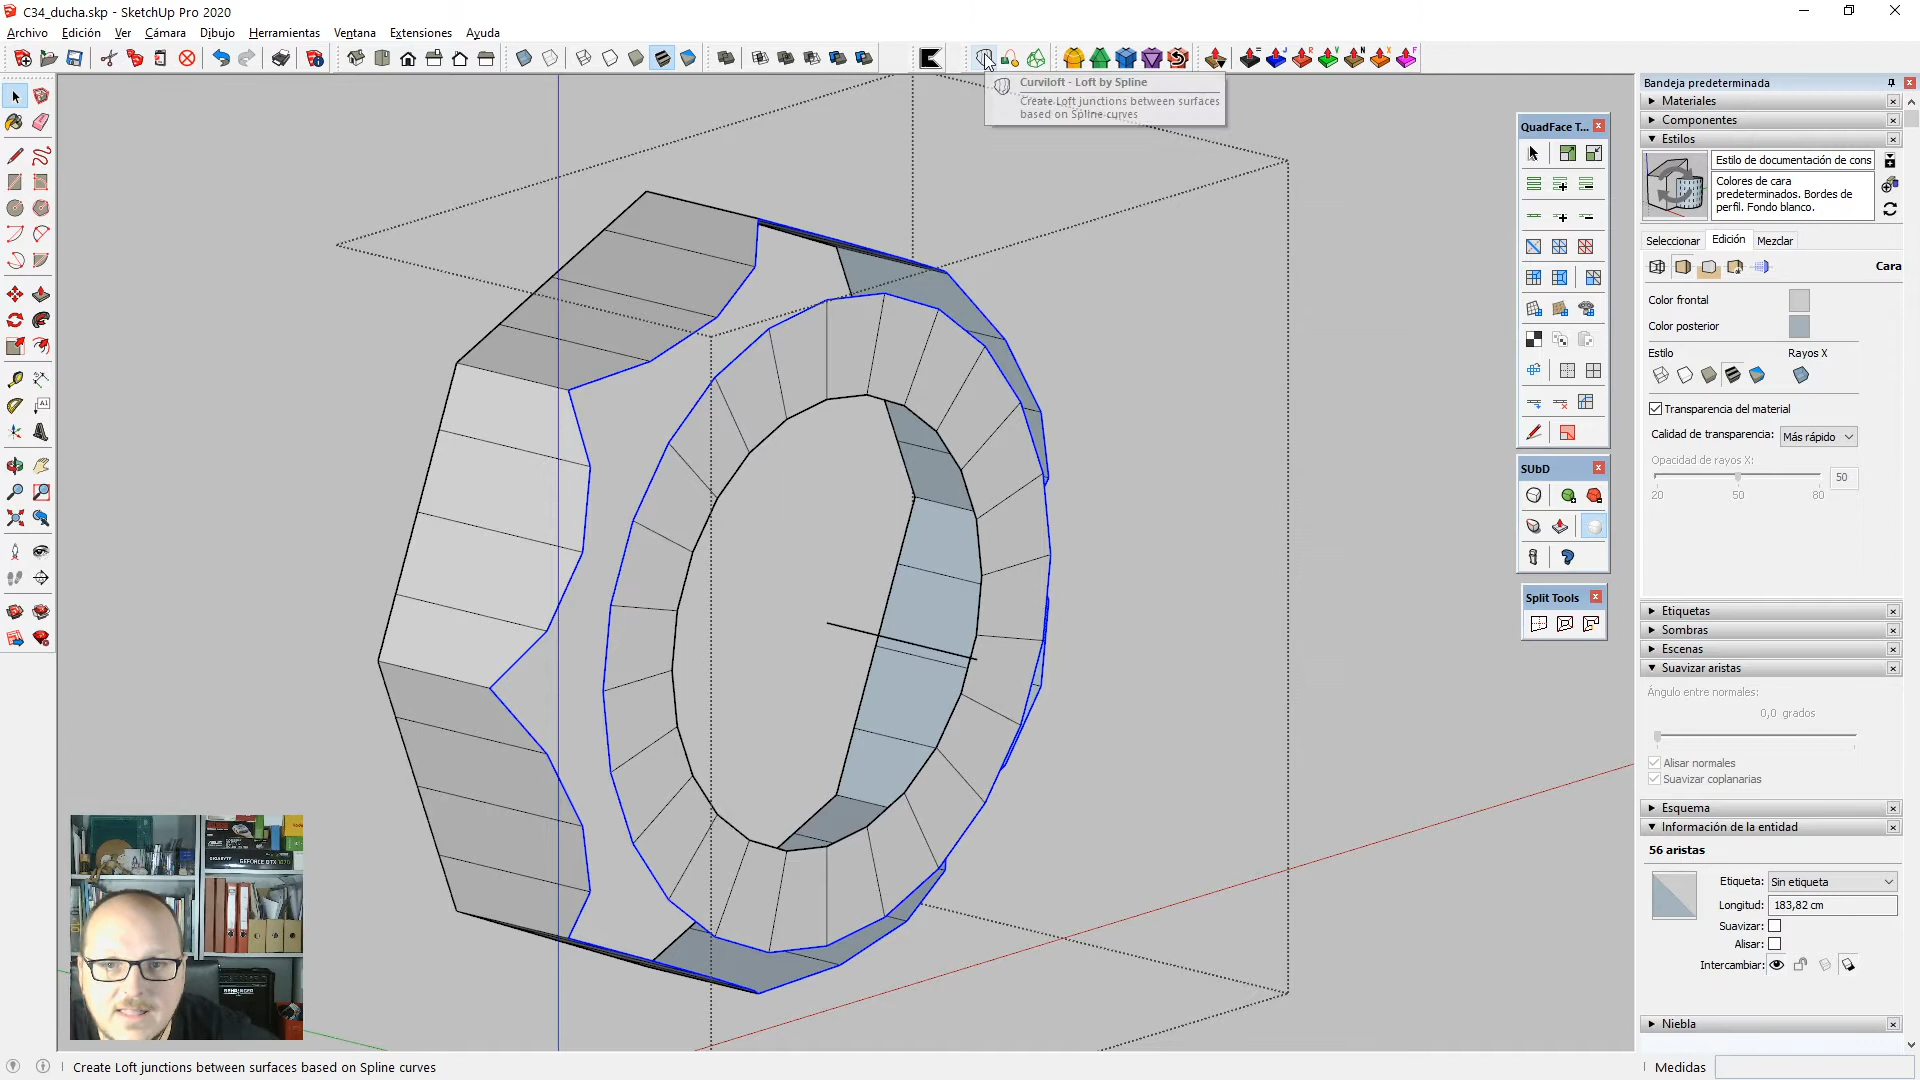 C34_ducha.skp - SketchUp Pro 2020
Archivo Edición Ver Cámara Dibujo Herramientas Ventana Extensiones Ayuda
Curviloft - Loft by Spline
Create Loft junctions between surfaces
based on Spline curves
QuadFace T...
SUbD
Split Tools
Bandeja predeterminada
Materiales
Componentes
Estilos
Estilo de documentación de cons
Colores de cara
predeterminados. Bordes de
perfil. Fondo blanco.
Seleccionar Edición Mezclar
Cara
Color frontal
Color posterior
Estilo Rayos X
Transparencia del material
Calidad de transparencia: Más rápido
Opacidad de rayos X:
50
20 50 80
Etiquetas
Sombras
Escenas
Suavizar aristas
Ángulo entre normales:
0,0 grados
Alisar normales
Suavizar coplanarias
Esquema
Información de la entidad
56 aristas
Etiqueta: Sin etiqueta
Longitud: 183,82 cm
Suavizar:
Alisar:
Intercambiar:
Niebla
GIGABYTE GEFORCE GTX 1070
BEHRINGER
Create Loft junctions between surfaces based on Spline curves
Medidas